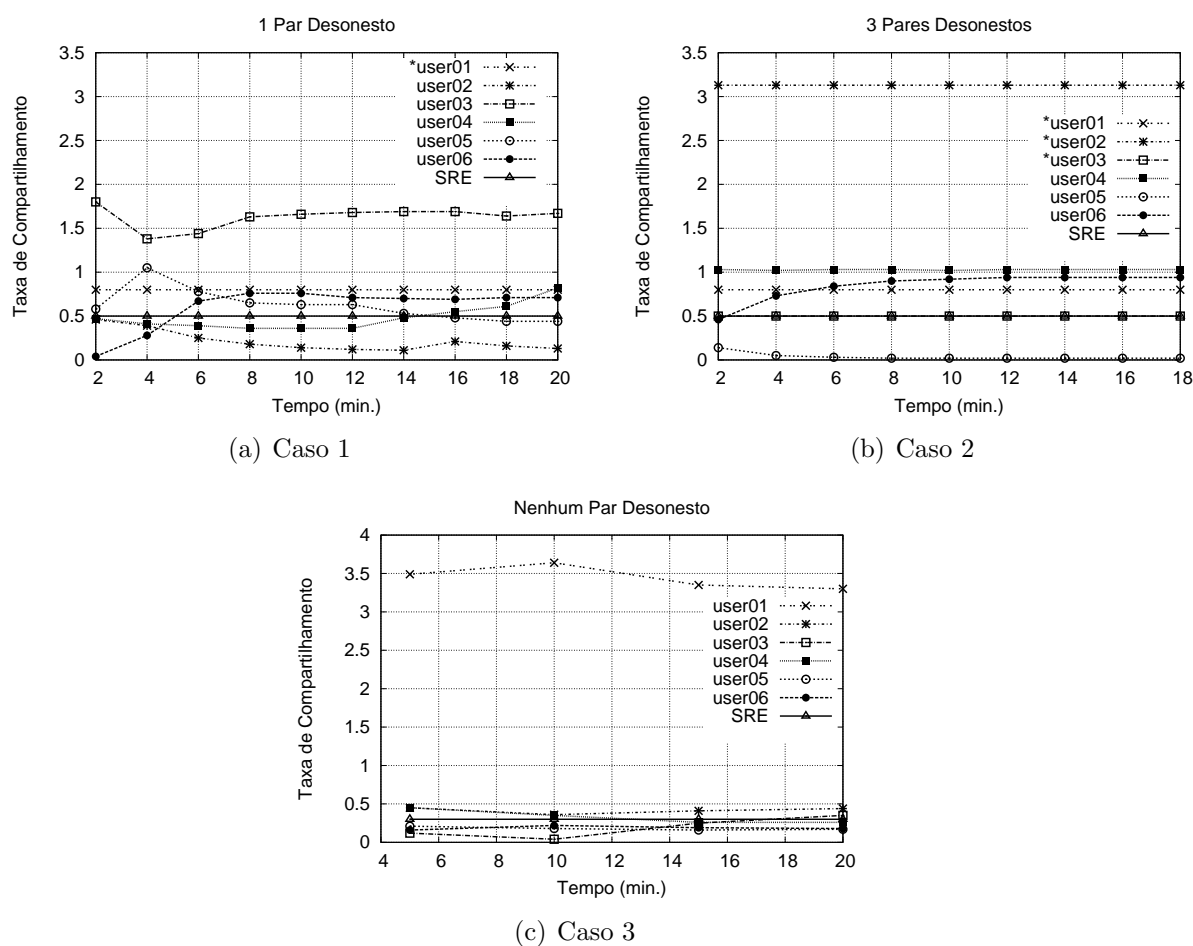 1 Par Desonesto
3.5
3
2.5
2
1.5
1
0.5
0
Taxa de Compartilhamento
*user01
user02
user03
user04
user05
user06
SRE
2 4 6 8 10 12 14 16 18 20
Tempo (min.)
(a) Caso 1
3 Pares Desonestos
3.5
3
2.5
2
1.5
1
0.5
0
Taxa de Compartilhamento
*user01
*user02
*user03
user04
user05
user06
SRE
2 4 6 8 10 12 14 16 18
Tempo (min.)
(b) Caso 2
Nenhum Par Desonesto
4
3.5
3
2.5
2
1.5
1
0.5
0
Taxa de Compartilhamento
user01
user02
user03
user04
user05
user06
SRE
4 6 8 10 12 14 16 18 20
Tempo (min.)
(c) Caso 3